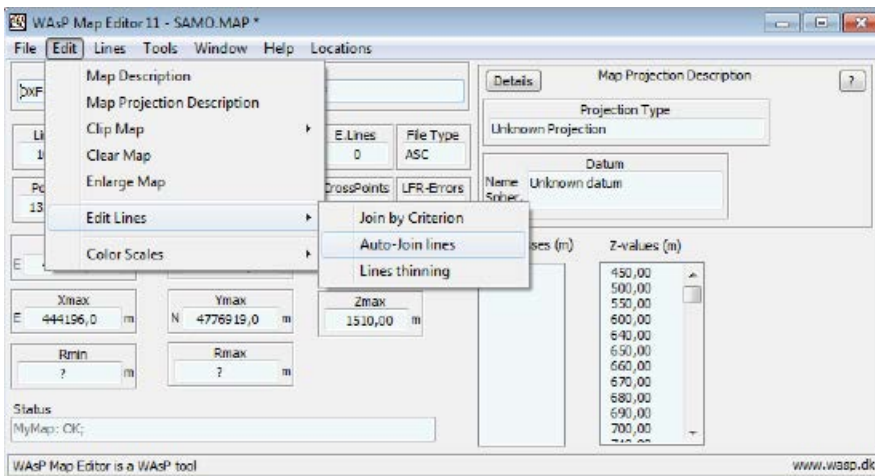 WAsP Map Editor 11 - SAMO.MAP *
File Edit Lines Tools Window Help Locations
Map Description
Map Projection Description
Clip Map
Clear Map
Enlarge Map
Edit Lines
Color Scales
Join by Criterion
Auto-Join lines
Lines thinning
DXF
E.Lines File Type
0 ASC
CrossPoints LFR-Errors
13
Details Map Projection Description ?
Projection Type
Unknown Projection
Datum
Name Unknown datum
Spher.
(m) Z-values (m)
450,00
500,00
550,00
600,00
640,00
650,00
660,00
670,00
680,00
690,00
700,00
E
Xmax Ymax Zmax
E 444196,0 m N 4776919,0 m 1510,00 m
Rmin Rmax
? m ? m
Status
MyMap: OK;
WAsP Map Editor is a WAsP tool www.wasp.dk